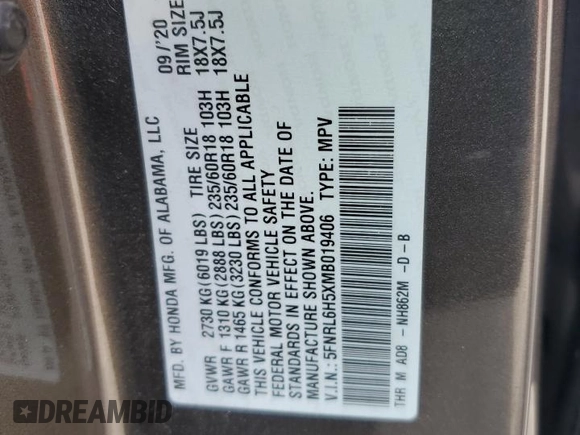 MFD. BY HONDA MFG. OF ALABAMA, LLC 09/'20
TIRE SIZE RIM SIZE
GVWR 2730 KG(6019 LBS)
GAWR F 1310 KG(2888 LBS)235/60R18 103H 18X7.5J
GAWR R 1465 KG(3230 LBS)235/60R18 103H 18X7.5J
THIS VEHICLE CONFORMS TO ALL APPLICABLE
FEDERAL MOTOR VEHICLE SAFETY
STANDARDS IN EFFECT ON THE DATE OF
MANUFACTURE SHOWN ABOVE.
V.I.N.: 5FNRL6H5XMB019406 TYPE: MPV
THR M AD8 - NH862M -D-B
DREAMBID